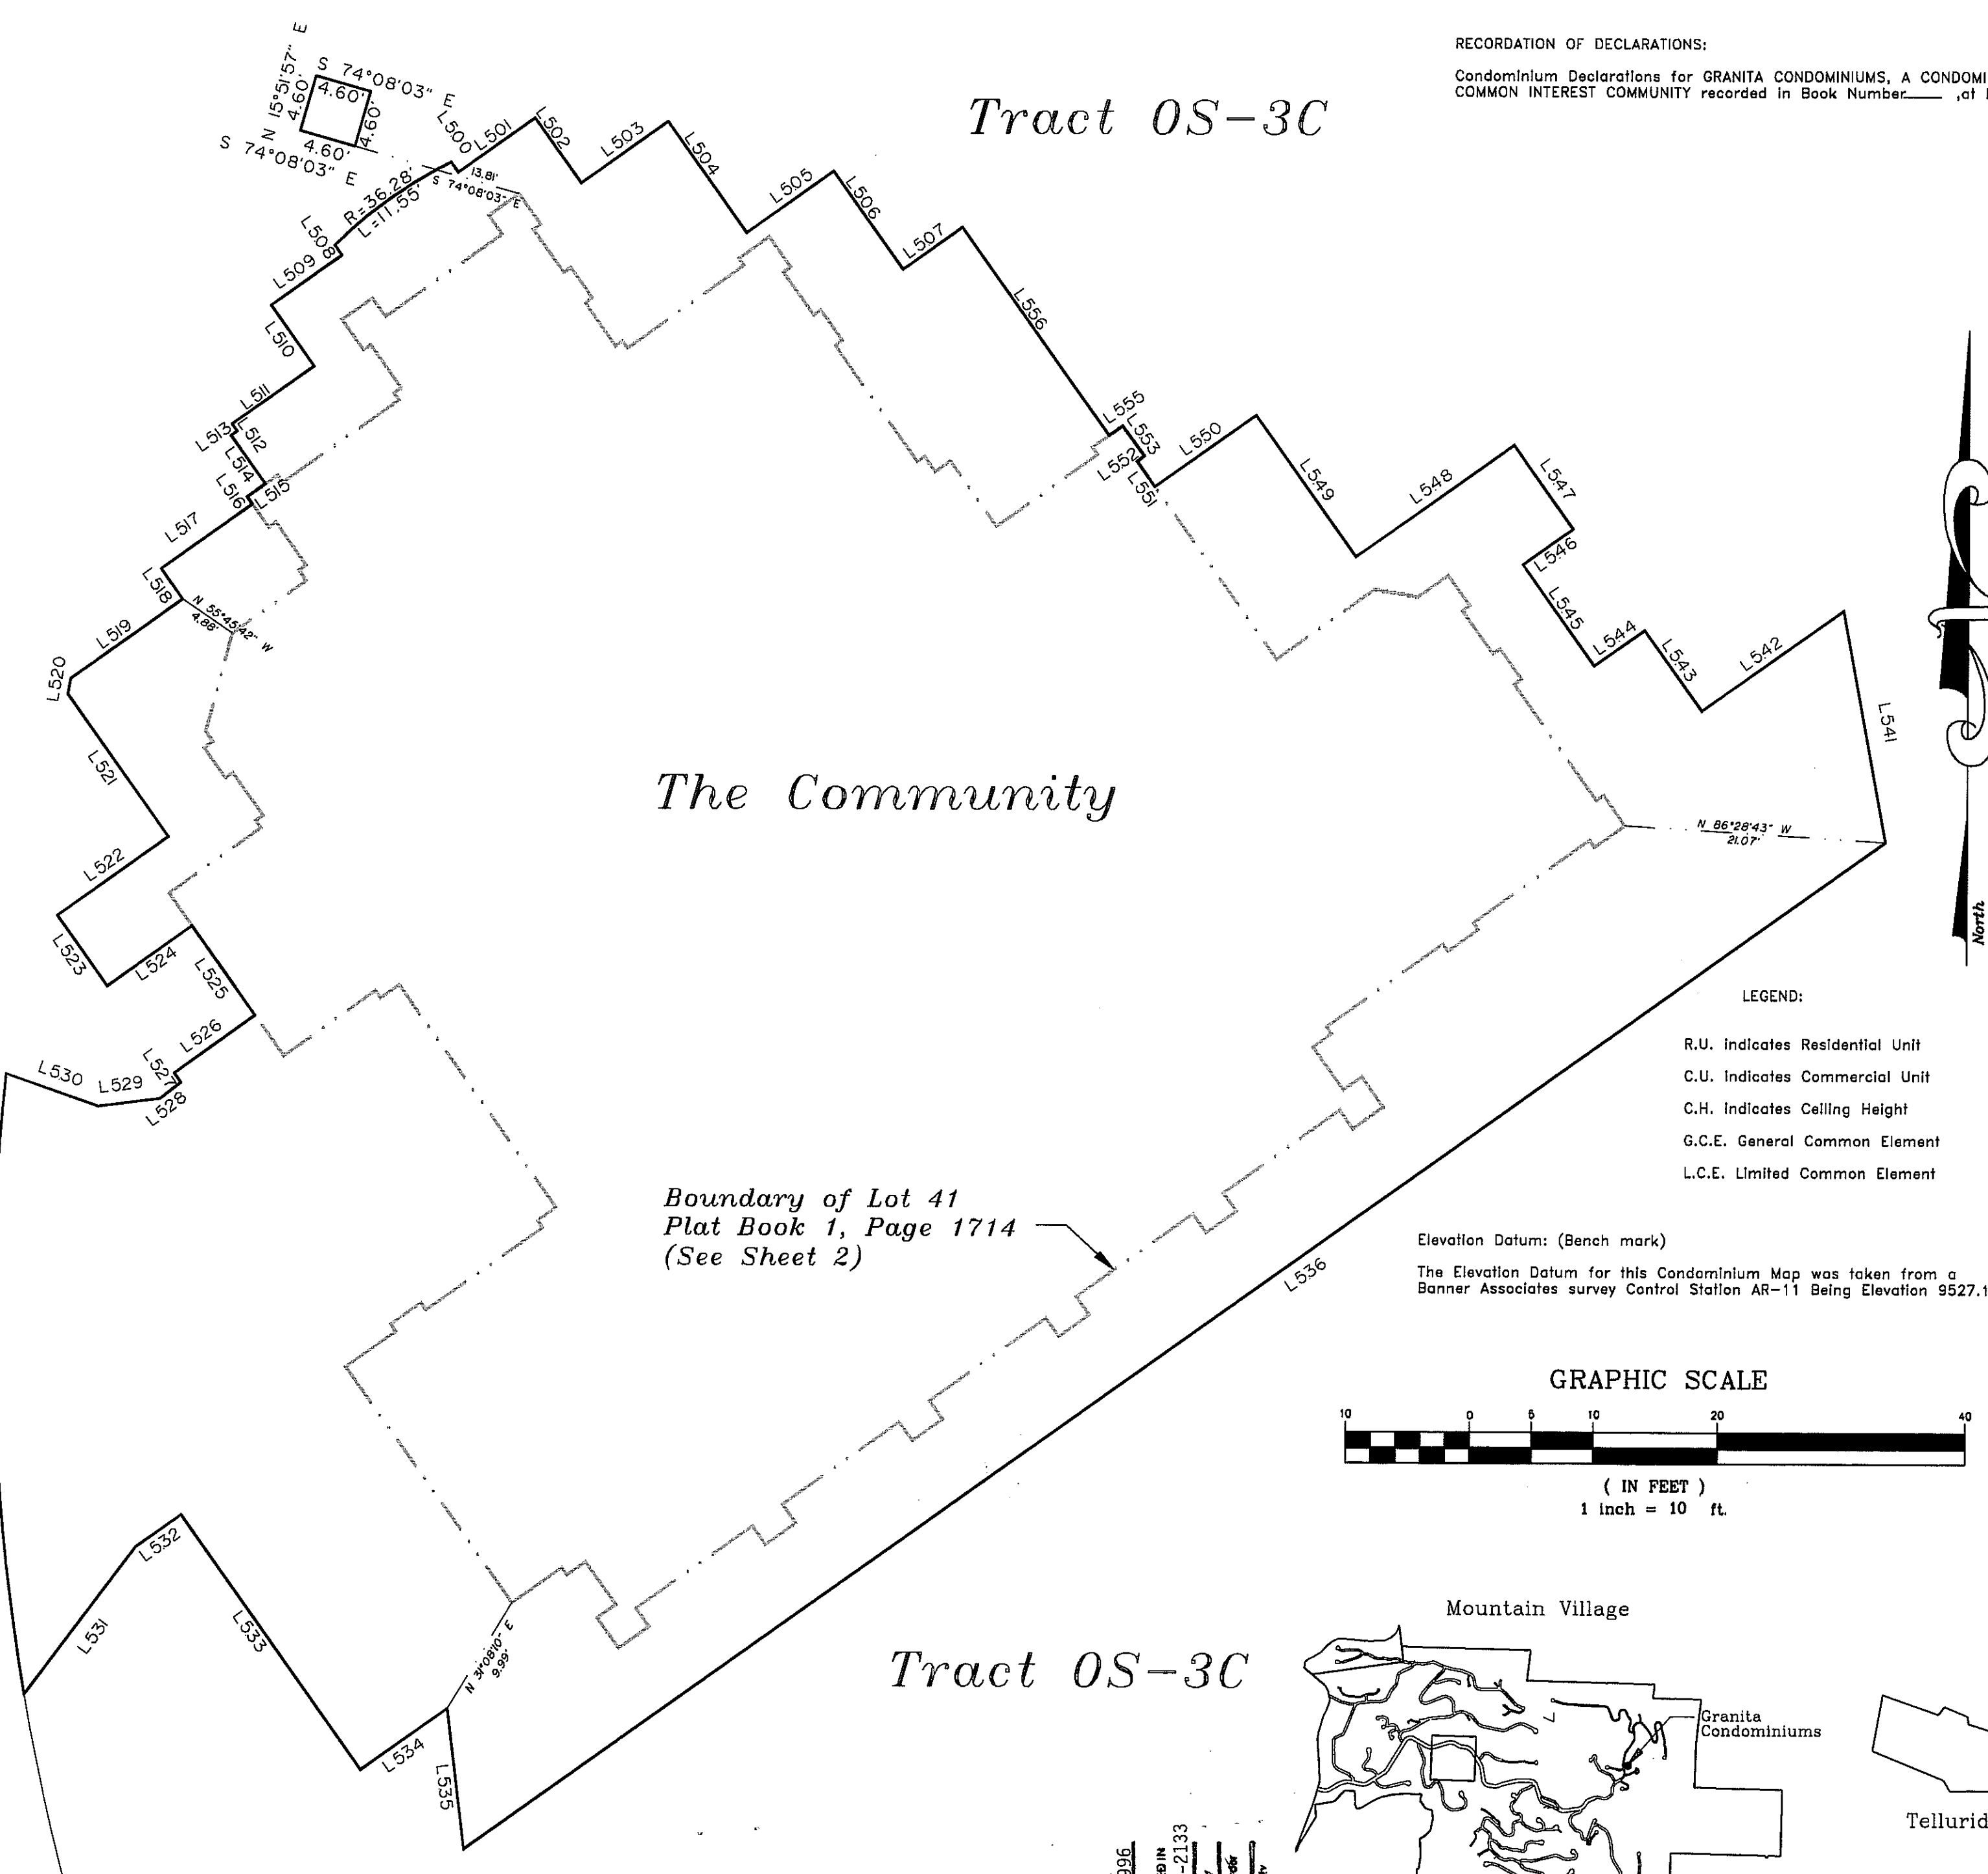 RECORDATION OF DECLARATIONS:
Condominium Declarations for GRANITA CONDOMINIUMS, A CONDOMI
COMMON INTEREST COMMUNITY recorded in Book Number____ ,at
Tract OS-3C
N 15°51'57" E
S 74°08'03" E
4.60'
4.60'
4.60'
4.60'
S 74°08'03" E
R=36.28'
L=11.55'
13.81'
S 74°08'03" E
L500
L501
L502
L503
L504
L505
L506
L507
L508
L509
L510
L511
L512
L513
L514
L515
L516
L517
L518
N 55°45'42" W
4.88'
L519
L520
L521
L522
L523
L524
L525
L526
L527
L528
L529
L530
L556
L555
L553
L552
L551
L550
L549
L548
L547
L546
L545
L544
L543
L542
L541
N 86°28'43" W
21.07'
The Community
North
LEGEND:
R.U. Indicates Residential Unit
C.U. Indicates Commercial Unit
C.H. Indicates Ceiling Height
G.C.E. General Common Element
L.C.E. Limited Common Element
Boundary of Lot 41
Plat Book 1, Page 1714
(See Sheet 2)
Elevation Datum: (Bench mark)
The Elevation Datum for this Condominium Map was taken from a
Banner Associates survey Control Station AR-11 Being Elevation 9527.1
L536
GRAPHIC SCALE
10 0 5 10 20 40
( IN FEET )
1 inch = 10 ft.
L531
L532
L533
L534
L535
N 31°08'10" E
9.99'
Tract OS-3C
Mountain Village
Granita
Condominiums
Tellurid
996
-2133